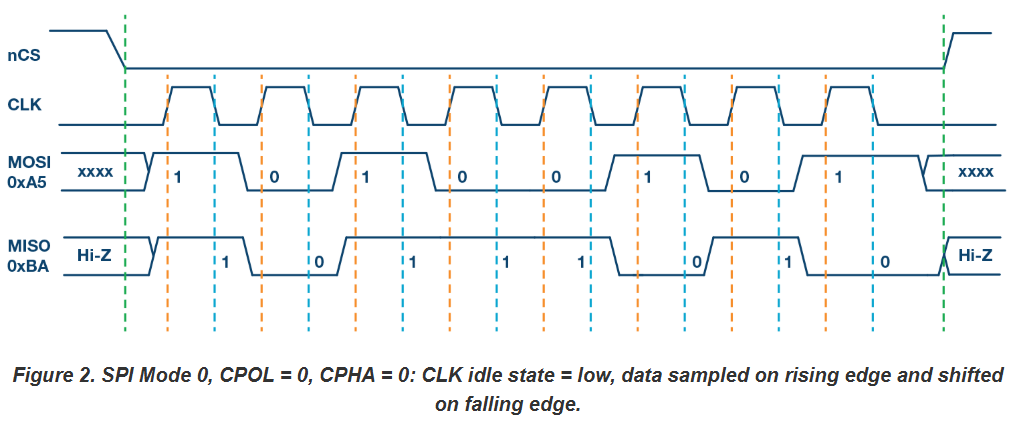 nCS
CLK
MOSI
0xA5
xxxx
1 0 1 0 0 1 0 1
xxxx
MISO
0xBA
Hi-Z
1 0 1 1 1 0 1 0
Hi-Z
Figure 2. SPI Mode 0, CPOL = 0, CPHA = 0: CLK idle state = low, data sampled on rising edge and shifted
on falling edge.